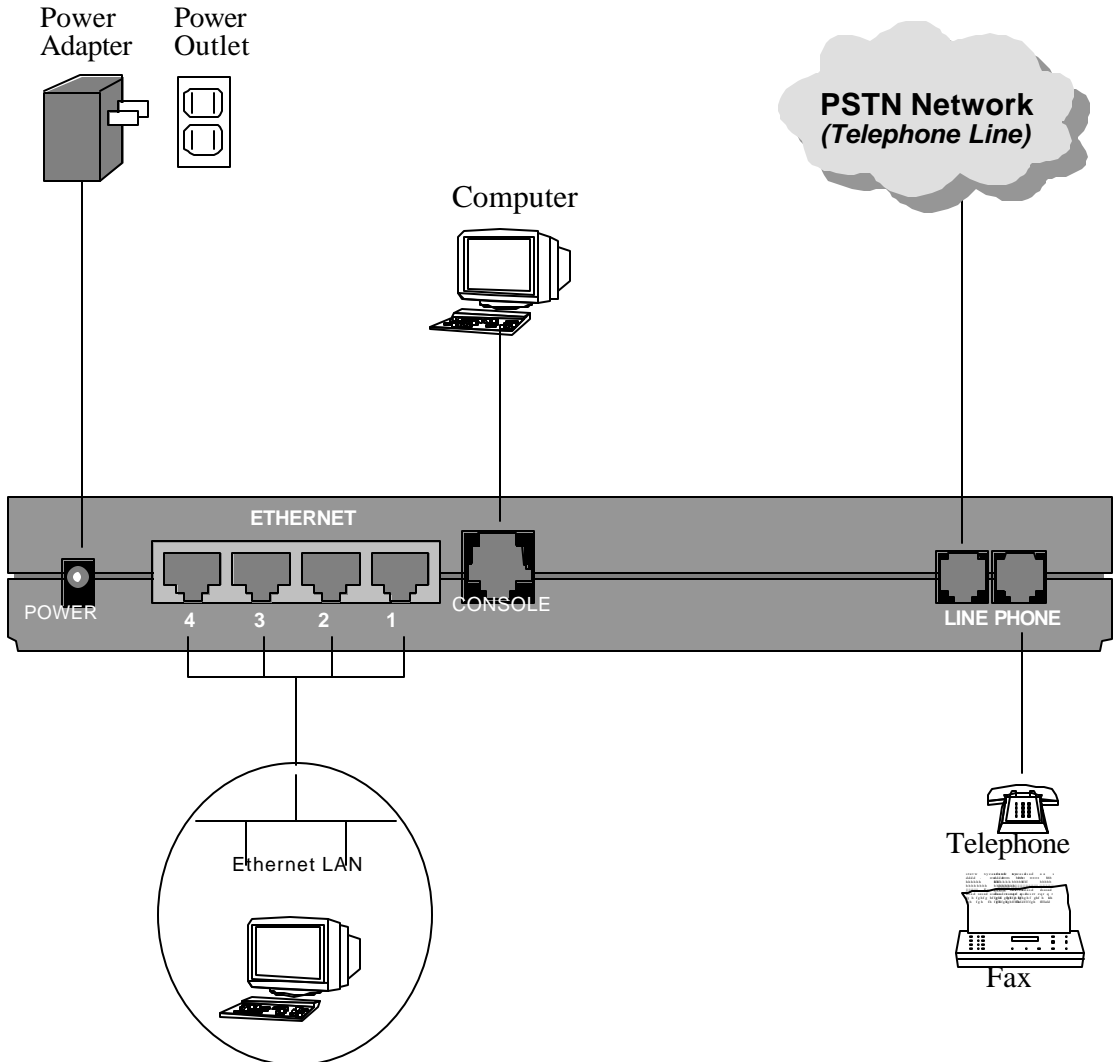 Power
Adapter
Power
Outlet
PSTN Network
(Telephone Line)
Computer
ETHERNET
POWER
4 3 2 1
CONSOLE
LINE PHONE
Ethernet LAN
Telephone
Fax